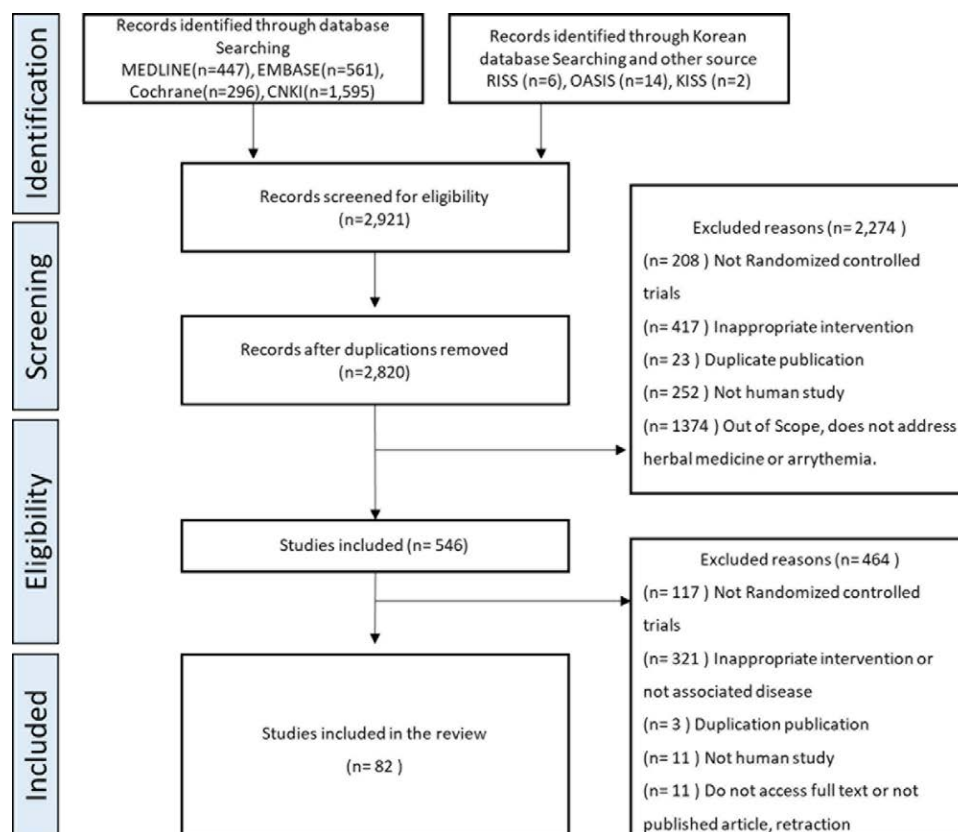 Identification
Records identified through database
Searching
MEDLINE(n=447), EMBASE(n=561),
Cochrane(n=296), CNKI(n=1,595)
Records identified through Korean
database Searching and other source
RISS (n=6), OASIS (n=14), KISS (n=2)
Records screened for eligibility
(n=2,921)
Screening
Records after duplications removed
(n=2,820)
Excluded reasons (n= 2,274 )
(n= 208 ) Not Randomized controlled
trials
(n= 417 ) Inappropriate intervention
(n= 23 ) Duplicate publication
(n= 252 ) Not human study
(n= 1374 ) Out of Scope, does not address
herbal medicine or arrythemia.
Eligibility
Studies included (n= 546)
Excluded reasons (n= 464 )
(n= 117 ) Not Randomized controlled
trials
(n= 321 ) Inappropriate intervention or
not associated disease
(n= 3 ) Duplication publication
(n= 11 ) Not human study
(n= 11 ) Do not access full text or not
published article, retraction
Included
Studies included in the review
(n= 82 )